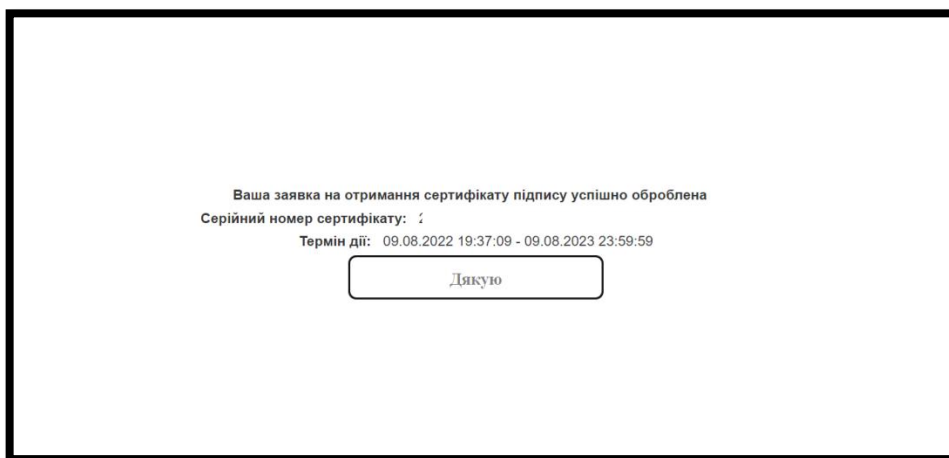 Ваша заявка на отримання сертифікату підпису успішно оброблена
Серійний номер сертифікату:
Термін дії: 09.08.2022 19:37:09 - 09.08.2023 23:59:59
Дякую